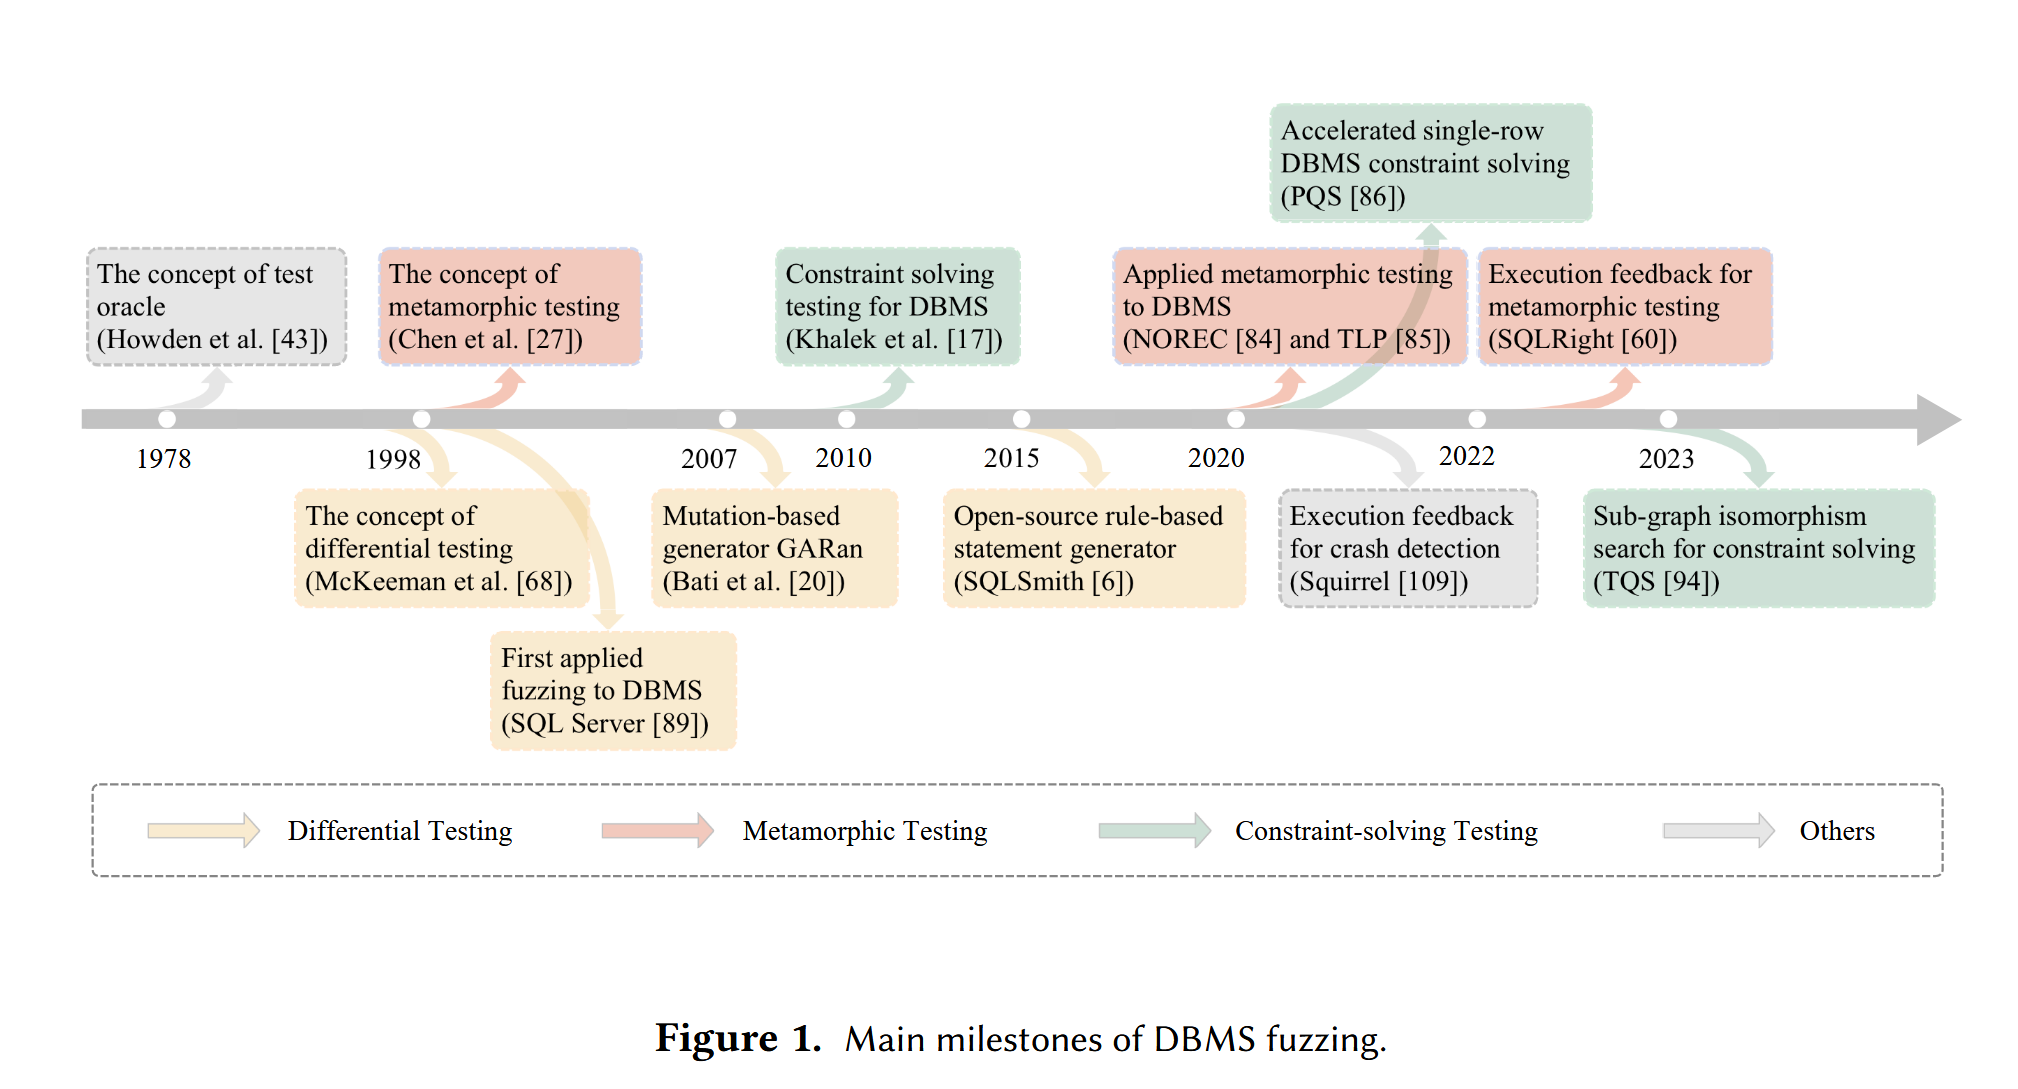 Accelerated single-row
DBMS constraint solving
(PQS [86])
The concept of test
oracle
(Howden et al. [43])
The concept of
metamorphic testing
(Chen et al. [27])
Constraint solving
testing for DBMS
(Khalek et al. [17])
Applied metamorphic testing
to DBMS
(NOREC [84] and TLP [85])
Execution feedback for
metamorphic testing
(SQLRight [60])
1978
1998
2007
2010
2015
2020
2022
2023
The concept of
differential testing
(McKeeman et al. [68])
Mutation-based
generator GARan
(Bati et al. [20])
Open-source rule-based
statement generator
(SQLSmith [6])
Execution feedback
for crash detection
(Squirrel [109])
Sub-graph isomorphism
search for constraint solving
(TQS [94])
First applied
fuzzing to DBMS
(SQL Server [89])
Differential Testing
Metamorphic Testing
Constraint-solving Testing
Others
Figure 1. Main milestones of DBMS fuzzing.